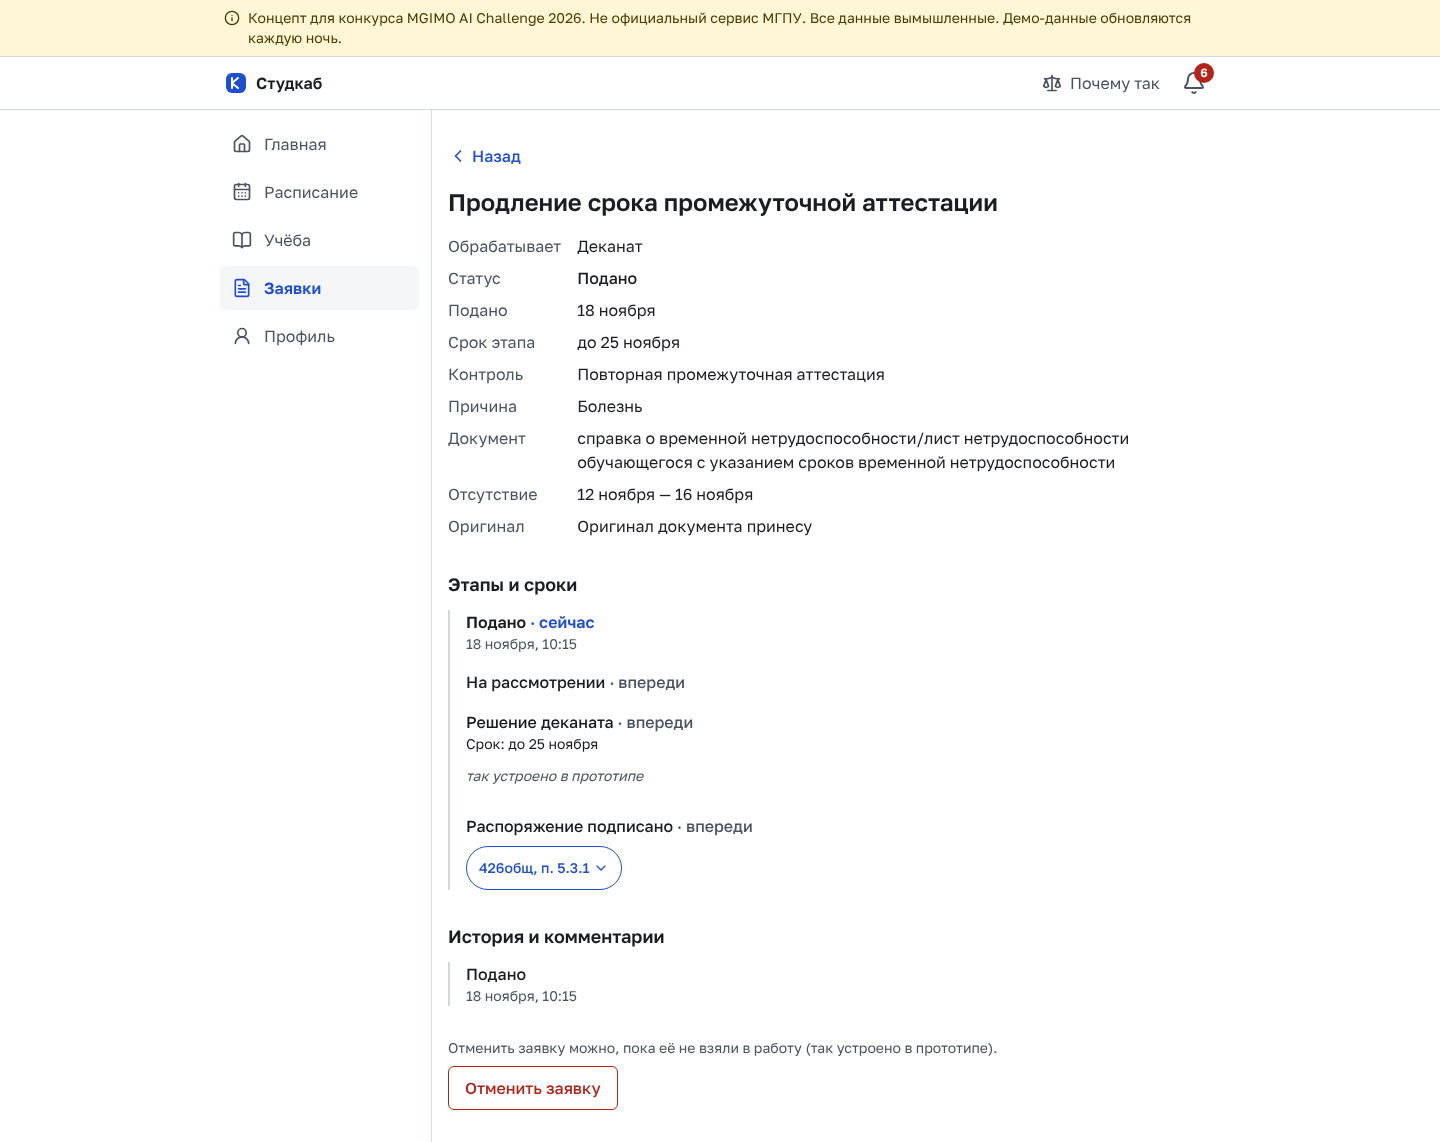 Концепт для конкурса MGIMO AI Challenge 2026. Не официальный сервис МГПУ. Все данные вымышленные. Демо-данные обновляются
каждую ночь.
Студкаб
Почему так
6
Главная
Расписание
Учёба
Заявки
Профиль
Назад
Продление срока промежуточной аттестации
Обрабатывает Деканат
Статус Подано
Подано 18 ноября
Срок этапа до 25 ноября
Контроль Повторная промежуточная аттестация
Причина Болезнь
Документ справка о временной нетрудоспособности/лист нетрудоспособности
обучающегося с указанием сроков временной нетрудоспособности
Отсутствие 12 ноября — 16 ноября
Оригинал Оригинал документа принесу
Этапы и сроки
Подано · сейчас
18 ноября, 10:15
На рассмотрении · впереди
Решение деканата · впереди
Срок: до 25 ноября
так устроено в прототипе
Распоряжение подписано · впереди
426общ, п. 5.3.1
История и комментарии
Подано
18 ноября, 10:15
Отменить заявку можно, пока её не взяли в работу (так устроено в прототипе).
Отменить заявку